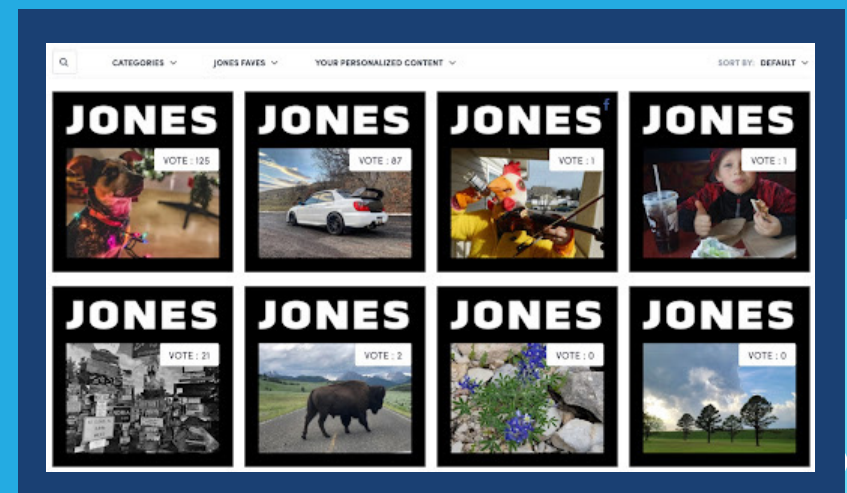 CATEGORIES JONES FAVES YOUR PERSONALIZED CONTENT SORT BY: DEFAULT
JONES JONES JONES f JONES
VOTE : 125 VOTE : 87 VOTE : 1 VOTE : 1
JONES JONES JONES JONES
VOTE : 21 VOTE : 2 VOTE : 0 VOTE : 0